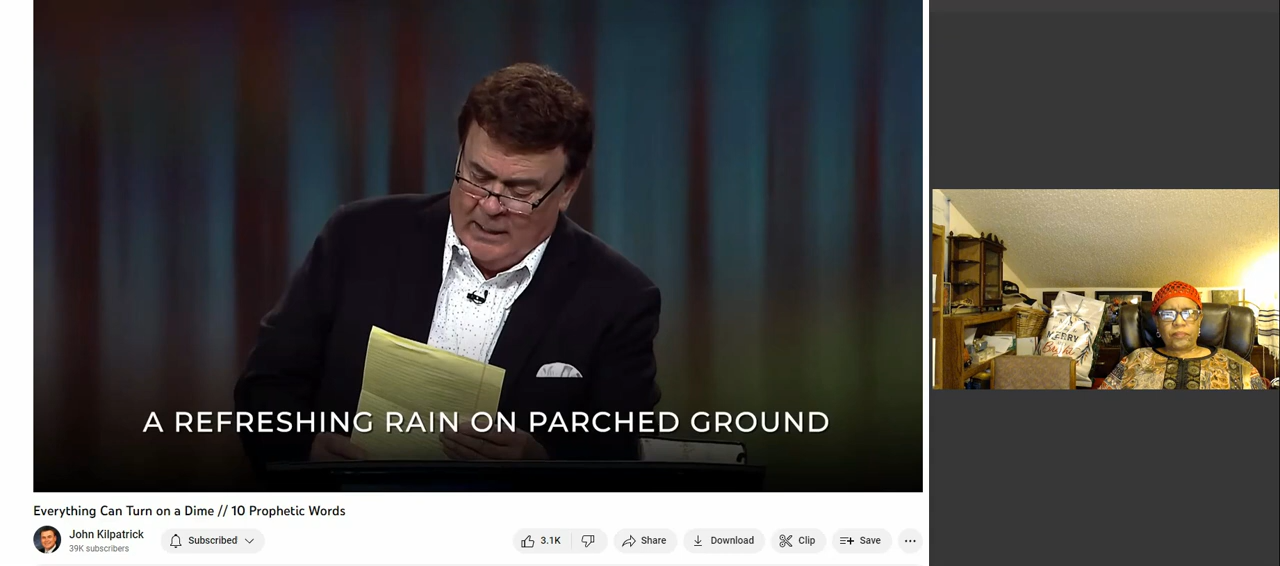 A REFRESHING RAIN ON PARCHED GROUND
Everything Can Turn on a Dime // 10 Prophetic Words
John Kilpatrick
39K subscribers
Subscribed
3.1K
Share
Download
Clip
Save
MERRY